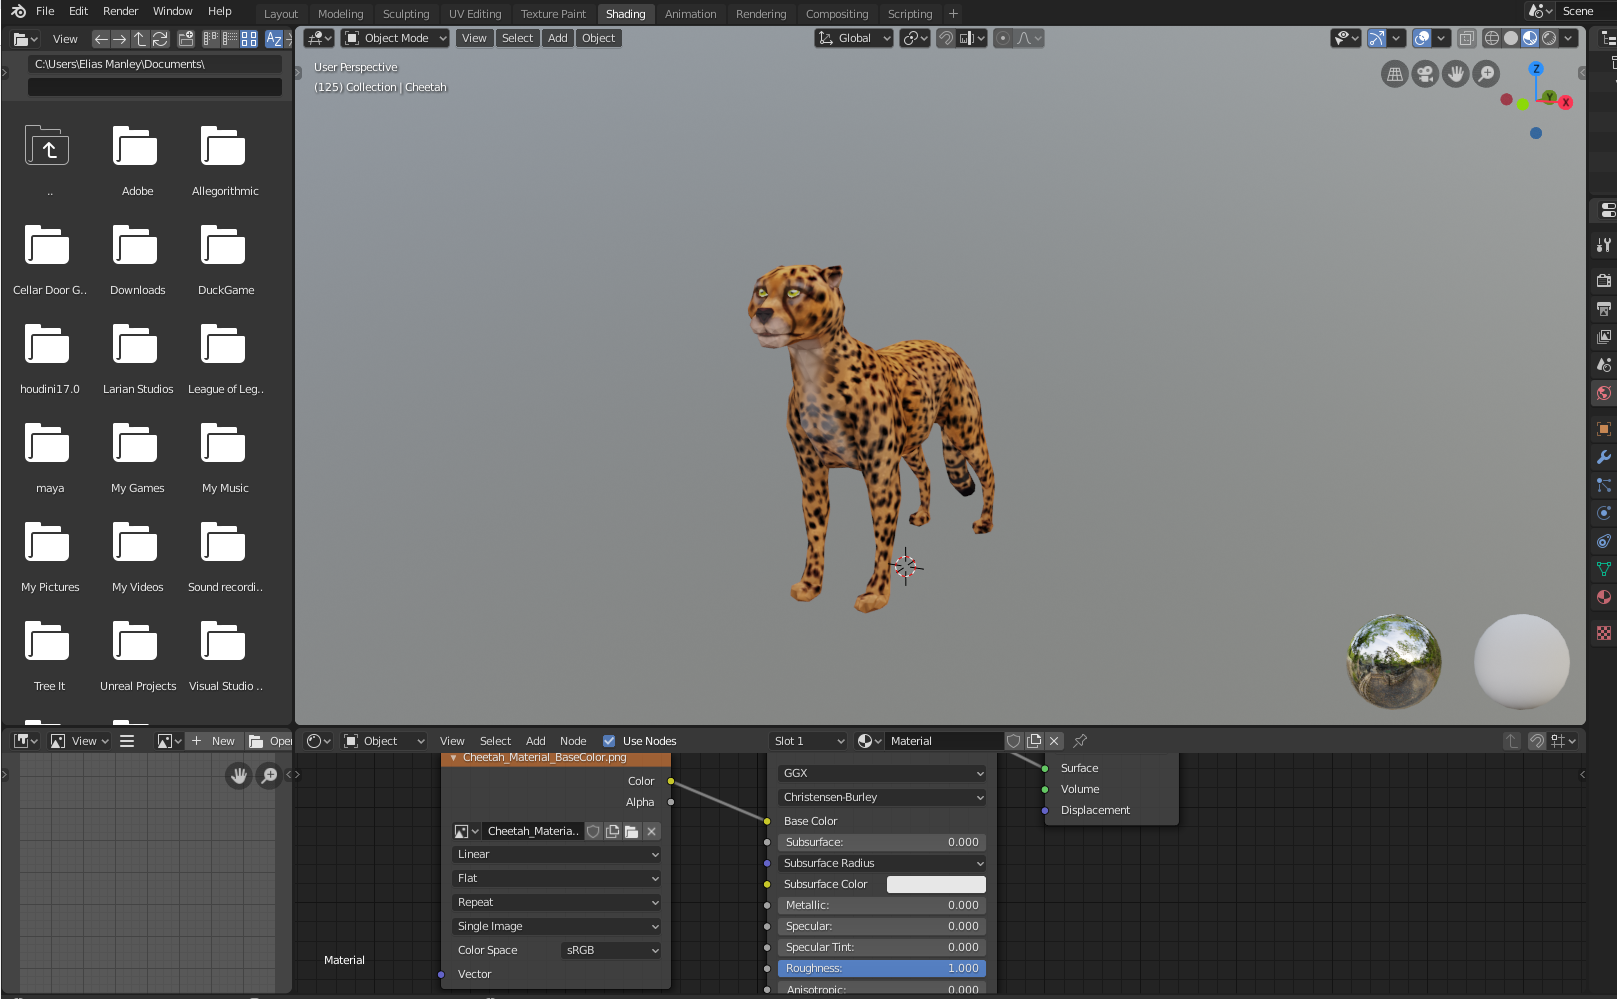 File Edit Render Window Help
Layout Modeling Sculpting UV Editing Texture Paint Shading Animation Rendering Compositing Scripting +
Scene
View
Object Mode View Select Add Object
Global
C:\Users\Elias Manley\Documents\
User Perspective
(125) Collection | Cheetah
Z
Y
X
.. Adobe Allegorithmic
Cellar Door G.. Downloads DuckGame
houdini17.0 Larian Studios League of Leg..
maya My Games My Music
My Pictures My Videos Sound recordi..
Tree It Unreal Projects Visual Studio ..
View
+ New
Open
Object View Select Add Node Use Nodes
Slot 1
Material
Cheetah_Material_BaseColor.png
Color
Alpha
Cheetah_Materia..
Linear
Flat
Repeat
Single Image
Color Space sRGB
Vector
GGX
Christensen-Burley
Base Color
Subsurface: 0.000
Subsurface Radius
Subsurface Color
Metallic: 0.000
Specular: 0.000
Specular Tint: 0.000
Roughness: 1.000
Anisotropic: 0.000
Surface
Volume
Displacement
Material